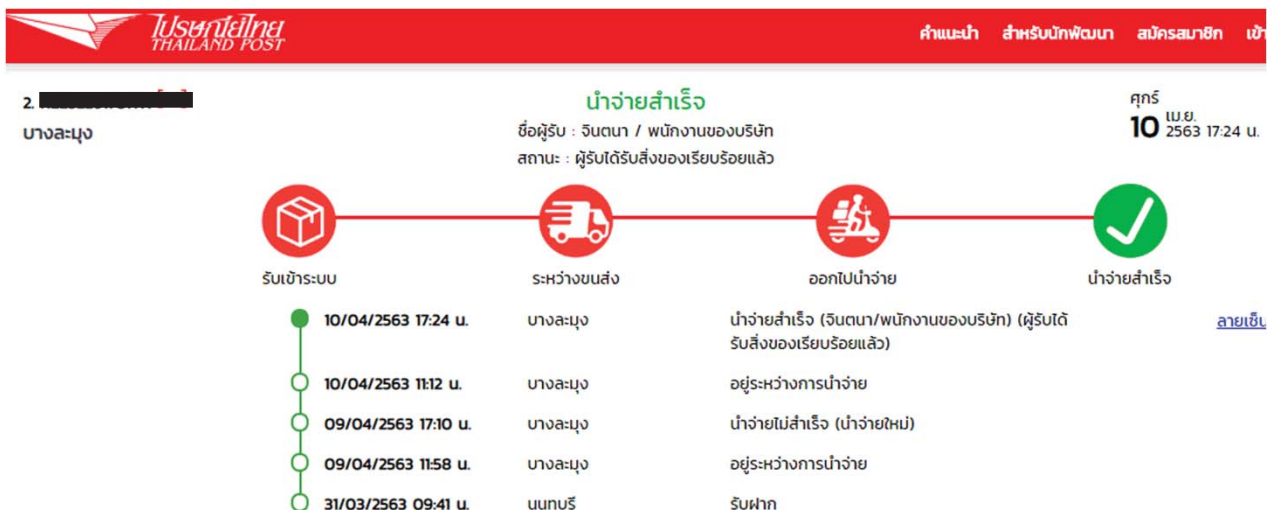 ไปรษณีย์ไทย
THAILAND POST
คำแนะนำ สำหรับนักพัฒนา สมัครสมาชิก
2.
บางละมุง
นำจ่ายสำเร็จ
ชื่อผู้รับ : จินตนา / พนักงานของบริษัท
สถานะ : ผู้รับได้รับสิ่งของเรียบร้อยแล้ว
ศุกร์
10 เม.ย. 2563 17:24 น.
รับเข้าระบบ ระหว่างขนส่ง ออกไปนำจ่าย นำจ่ายสำเร็จ
10/04/2563 17:24 น. บางละมุง นำจ่ายสำเร็จ (จินตนา/พนักงานของบริษัท) (ผู้รับได้
รับสิ่งของเรียบร้อยแล้ว)
ลายเซ็น
10/04/2563 11:12 น. บางละมุง อยู่ระหว่างการนำจ่าย
09/04/2563 17:10 น. บางละมุง นำจ่ายไม่สำเร็จ (นำจ่ายใหม่)
09/04/2563 11:58 น. บางละมุง อยู่ระหว่างการนำจ่าย
31/03/2563 09:41 น. นนทบุรี รับฝาก